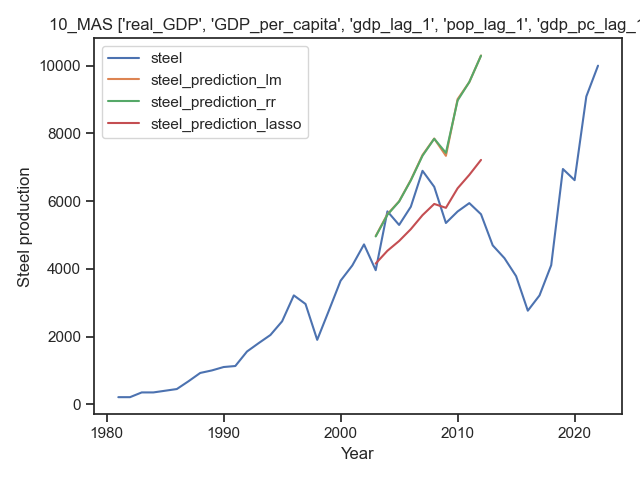 10_MAS ['real_GDP', 'GDP_per_capita', 'gdp_lag_1', 'pop_lag_1', 'gdp_pc_lag_1
steel
steel_prediction_lm
steel_prediction_rr
steel_prediction_lasso
10000
8000
6000
4000
2000
0
Steel production
1980
1990
2000
2010
2020
Year